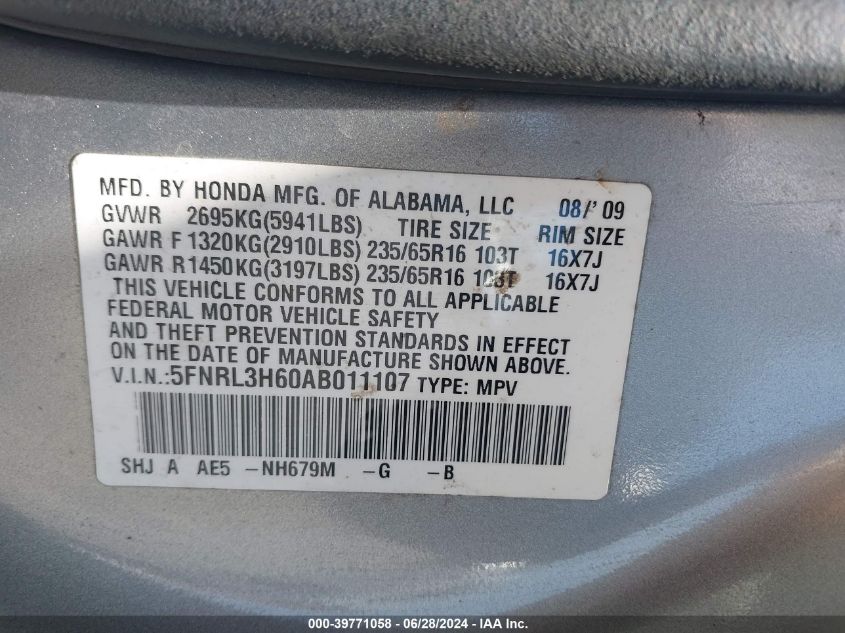 MFD. BY HONDA MFG. OF ALABAMA, LLC 08/'09
GVWR 2695KG(5941LBS) TIRE SIZE RIM SIZE
GAWR F 1320KG(2910LBS) 235/65R16 103T 16X7J
GAWR R1450KG(3197LBS) 235/65R16 103T 16X7J
THIS VEHICLE CONFORMS TO ALL APPLICABLE
FEDERAL MOTOR VEHICLE SAFETY
AND THEFT PREVENTION STANDARDS IN EFFECT
ON THE DATE OF MANUFACTURE SHOWN ABOVE.
V.I.N.:5FNRL3H60AB011107 TYPE: MPV
SHJ A AE5 -NH679M -G -B
000-39771058 - 06/28/2024 - IAA Inc.